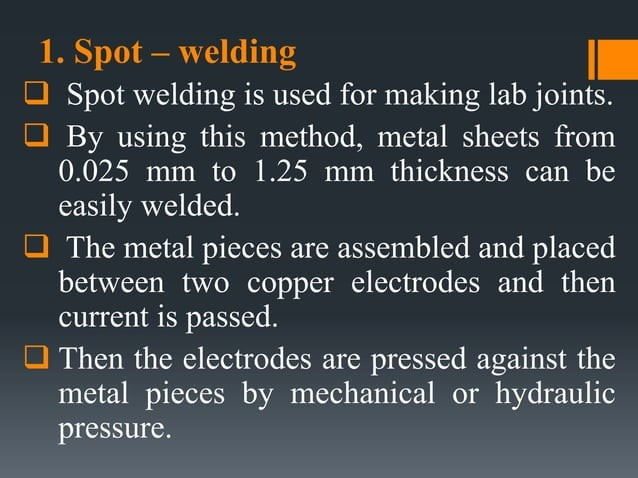 1. Spot – welding
Spot welding is used for making lab joints.
By using this method, metal sheets from
0.025 mm to 1.25 mm thickness can be
easily welded.
The metal pieces are assembled and placed
between two copper electrodes and then
current is passed.
Then the electrodes are pressed against the
metal pieces by mechanical or hydraulic
pressure.